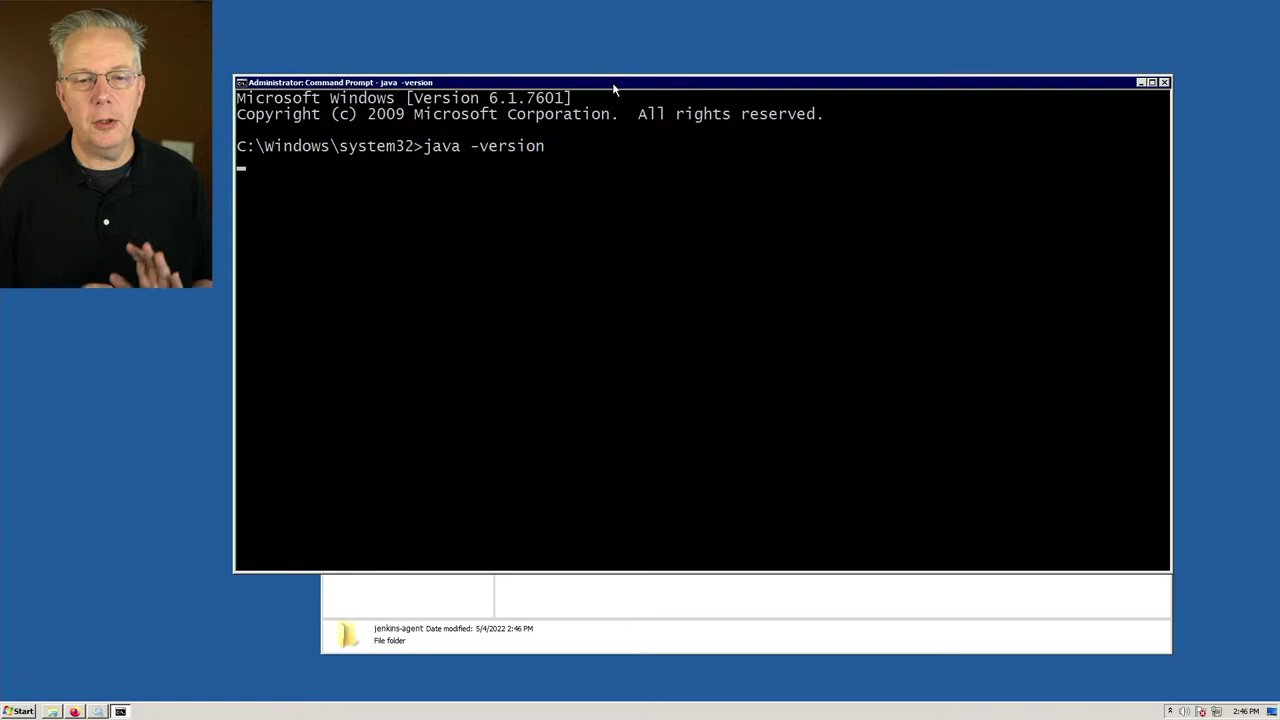 Administrator: Command Prompt - java -version
Microsoft Windows [Version 6.1.7601]
Copyright (c) 2009 Microsoft Corporation.  All rights reserved.
C:\Windows\system32>java -version
jenkins-agent Date modified: 5/4/2022 2:46 PM
File folder
Start
2:46 PM